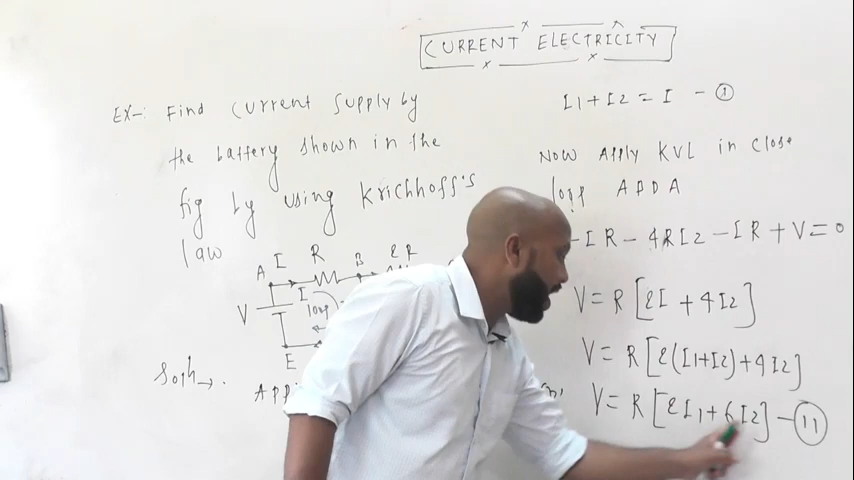 CURRENT ELECTRICITY
EX-: Find current supply by
the battery shown in the
fig by using Krichhoff's
law
A I R B 2R
V I loop
E
Soln→.
APP
I1+I2 = I - ①
Now Apply KVL in close
loop ABDA
-IR - 4RI2 - IR + V = 0
V = R[2I + 4I2]
V = R[2(I1+I2)+4I2]
V = R[2I1+6I2] - (11)